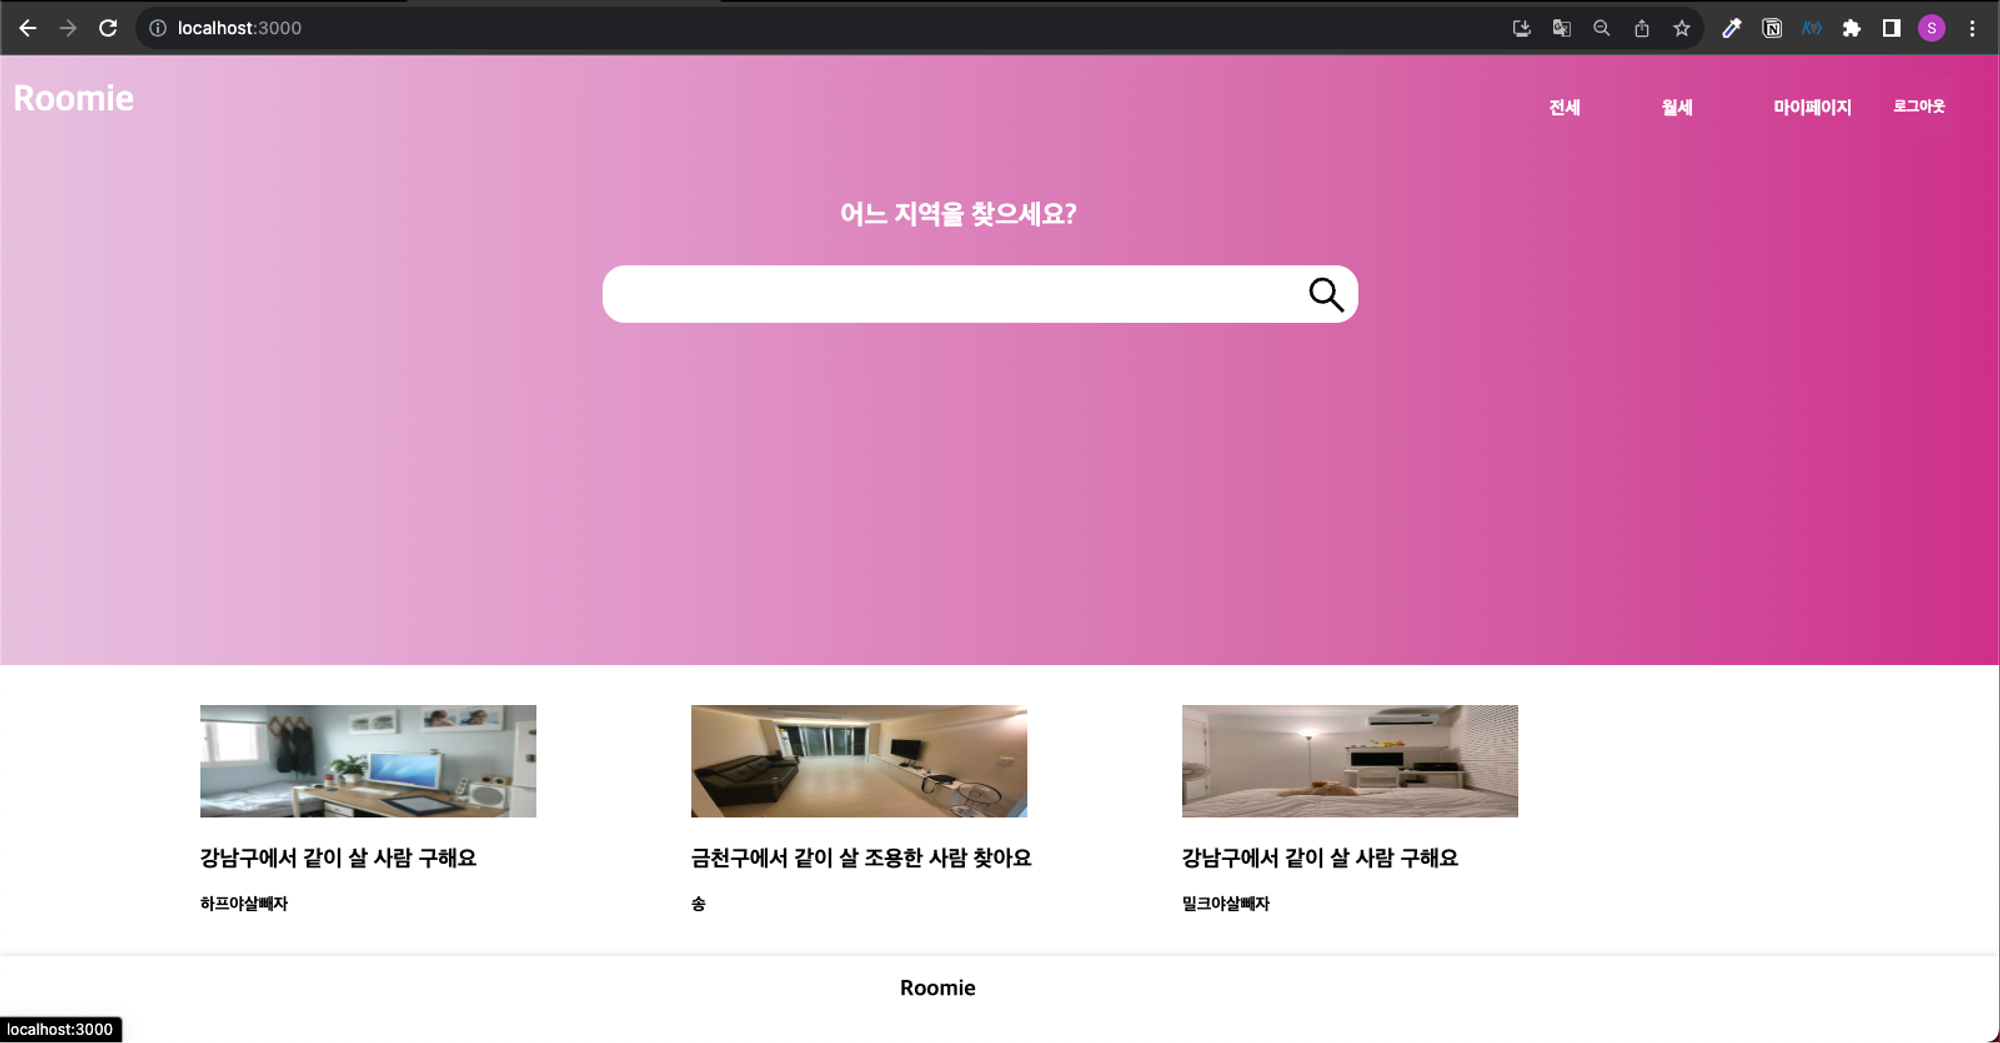 localhost:3000
S
Roomie
전세
월세
마이페이지
로그아웃
어느 지역을 찾으세요?
강남구에서 같이 살 사람 구해요
하프야살빼자
금천구에서 같이 살 조용한 사람 찾아요
송
강남구에서 같이 살 사람 구해요
밀크야살빼자
Roomie
localhost:3000